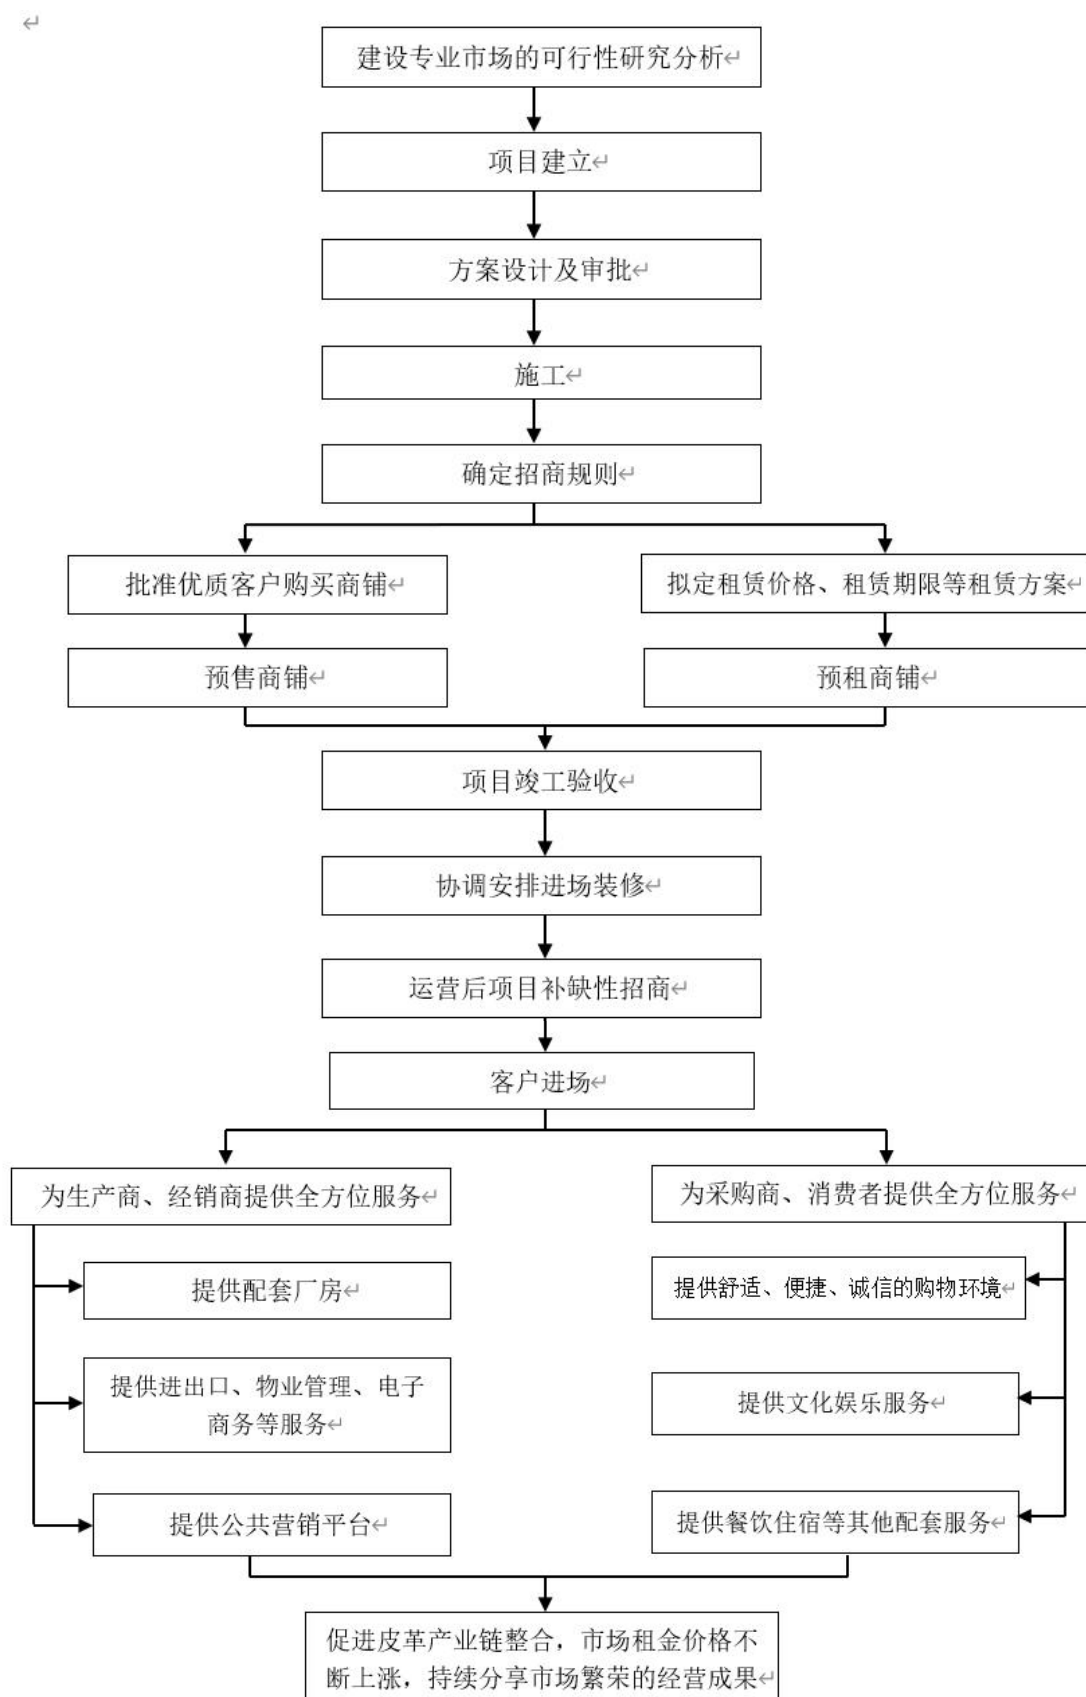 建设专业市场的可行性研究分析
项目建立
方案设计及审批
施工
确定招商规则
批准优质客户购买商铺
拟定租赁价格、租赁期限等租赁方案
预售商铺
预租商铺
项目竣工验收
协调安排进场装修
运营后项目补缺性招商
客户进场
为生产商、经销商提供全方位服务
为采购商、消费者提供全方位服务
提供配套厂房
提供舒适、便捷、诚信的购物环境
提供进出口、物业管理、电子
商务等服务
提供文化娱乐服务
提供公共营销平台
提供餐饮住宿等其他配套服务
促进皮革产业链整合，市场租金价格不
断上涨，持续分享市场繁荣的经营成果